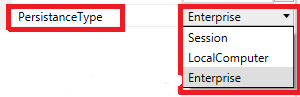 PersistanceType
Enterprise
Session
LocalComputer
Enterprise